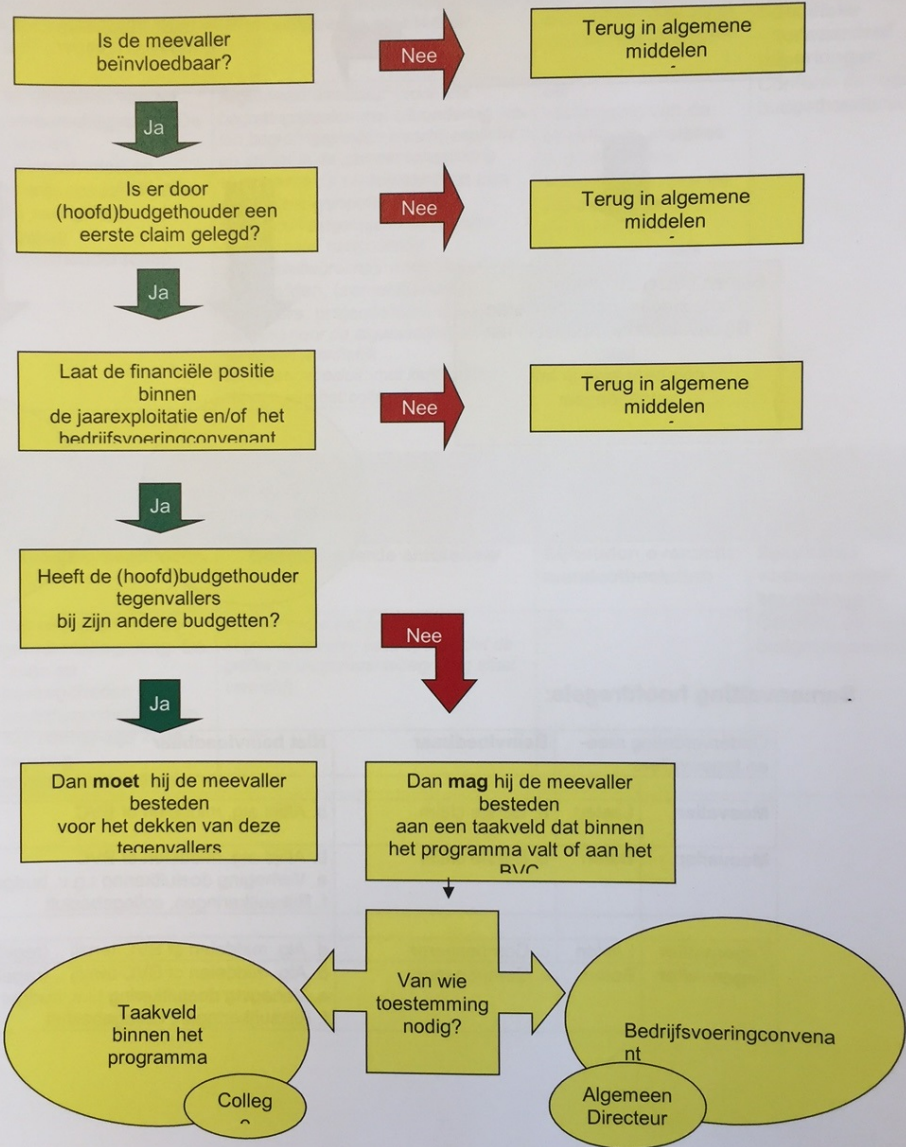 Is de meevaller
beïnvloedbaar?
Nee
Terug in algemene
middelen
Ja
Is er door
(hoofd)budgethouder een
eerste claim gelegd?
Nee
Terug in algemene
middelen
Ja
Laat de financiële positie
binnen
de jaarexploitatie en/of het
bedrijfsvoeringconvenant
Nee
Terug in algemene
middelen
Ja
Heeft de (hoofd)budgethouder
tegenvallers
bij zijn andere budgetten?
Nee
Ja
Dan moet hij de meevaller
besteden
voor het dekken van deze
tegenvallers
Dan mag hij de meevaller
besteden
aan een taakveld dat binnen
het programma valt of aan het
BVC
Van wie
toestemming
nodig?
Taakveld
binnen het
programma
Colleg
Bedrijfsvoeringconvena
nt
Algemeen
Directeur